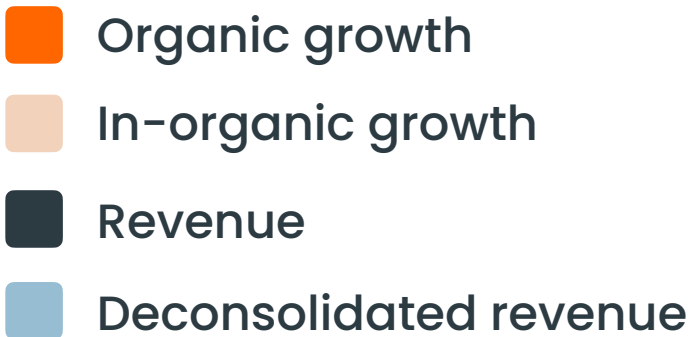 Organic growth
In-organic growth
Revenue
Deconsolidated revenue